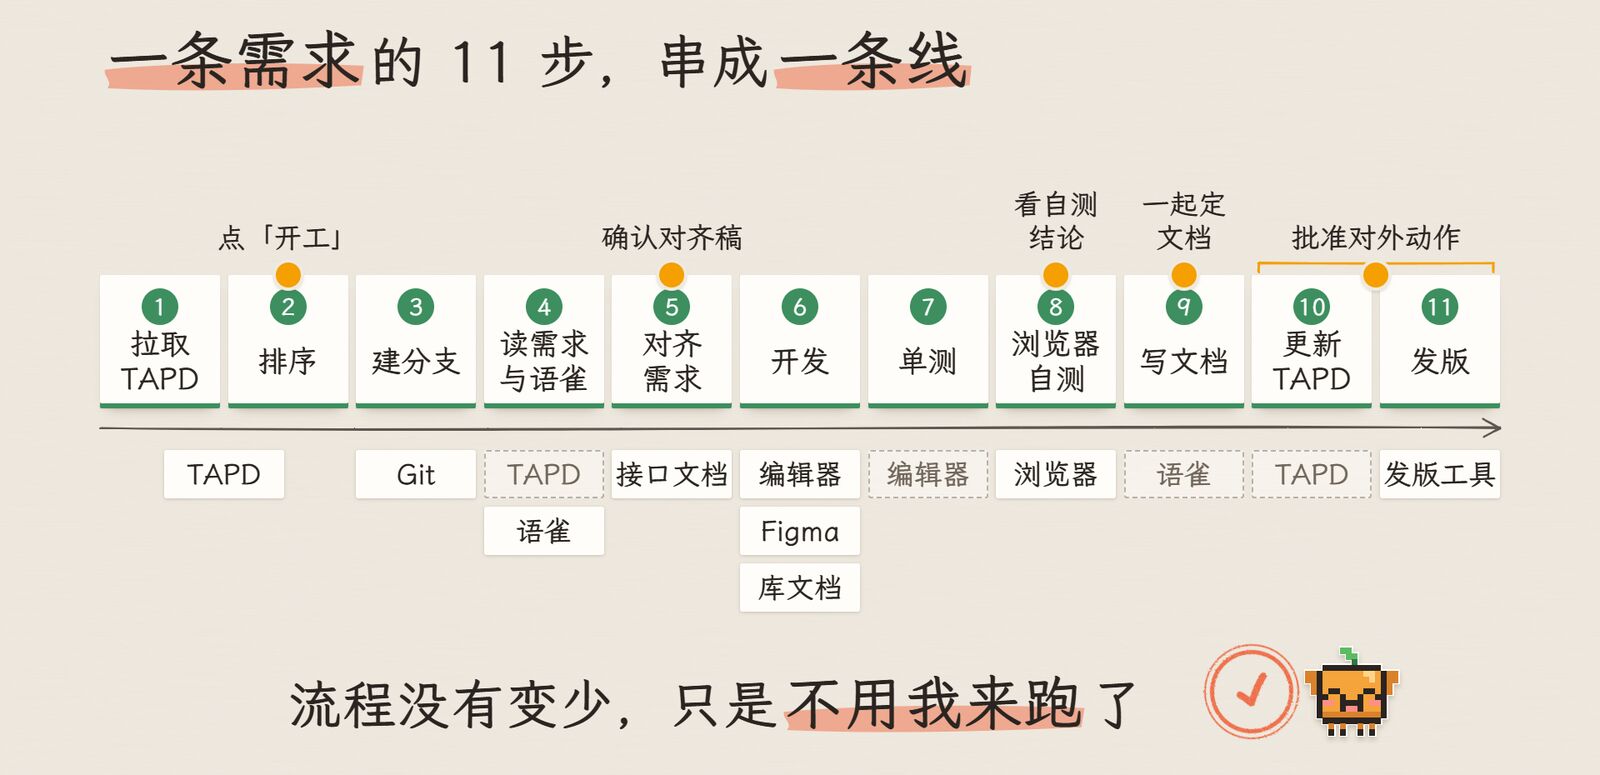 一条需求的 11 步，串成一条线
点「开工」
确认对齐稿
看自测
结论
一起定
文档
批准对外动作
1
拉取
TAPD
2
排序
3
建分支
4
读需求
与语雀
5
对齐
需求
6
开发
7
单测
8
浏览器
自测
9
写文档
10
更新
TAPD
11
发版
TAPD
Git
TAPD
语雀
接口文档
编辑器
Figma
库文档
编辑器
浏览器
语雀
TAPD
发版工具
流程没有变少，只是不用我来跑了